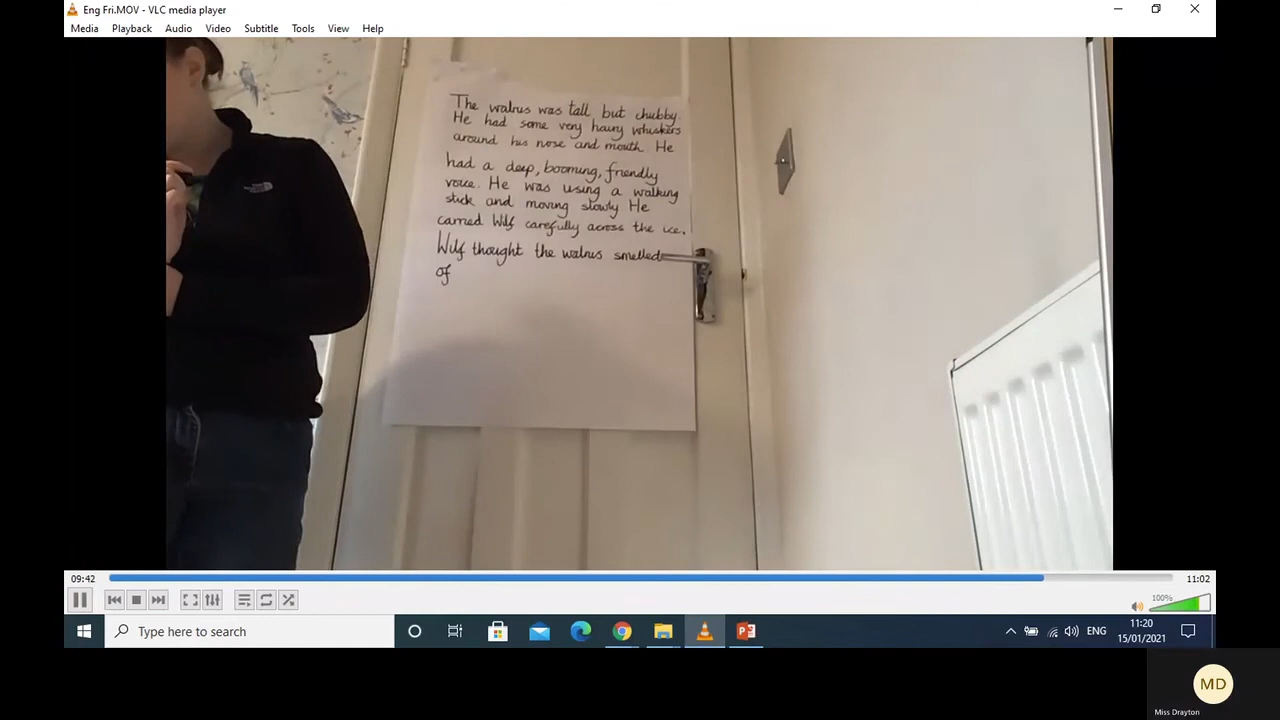 Eng Fri.MOV - VLC media player
Media Playback Audio Video Subtitle Tools View Help
The walrus was tall but chubby.
He had some very hairy whiskers
around his nose and mouth. He
had a deep, booming, friendly
voice. He was using a walking
stick and moving slowly. He
carried Wilf carefully across the ice.
Wilf thought the walrus smelled
of
09:42
11:02
100%
Type here to search
ENG
11:20
15/01/2021
MD
Miss Drayton